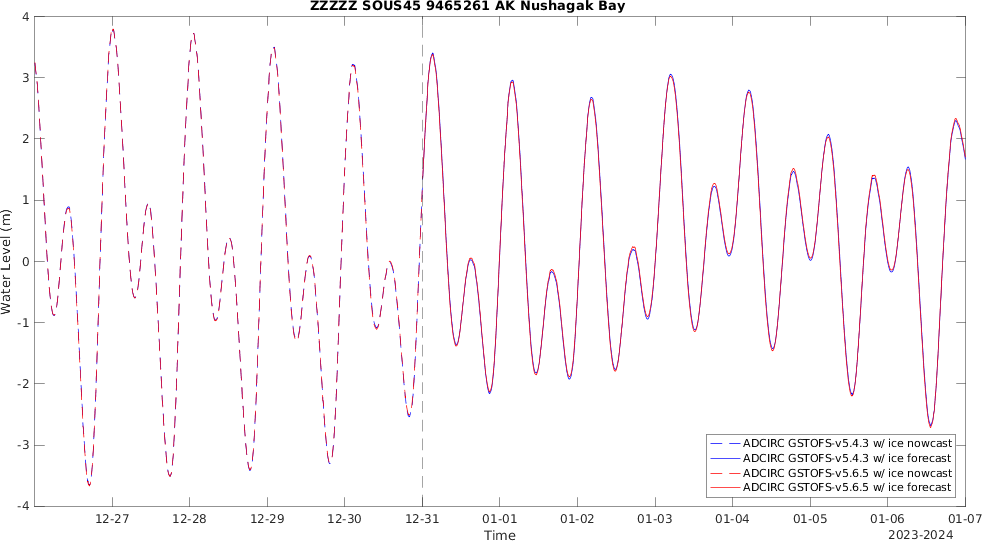 ZZZZZ SOUS45 9465261 AK Nushagak Bay
4
3
2
1
0
-1
-2
-3
-4
Water Level (m)
12-27 12-28 12-29 12-30 12-31 01-01 01-02 01-03 01-04 01-05 01-06 01-07
Time
2023-2024
ADCIRC GSTOFS-v5.4.3 w/ ice nowcast
ADCIRC GSTOFS-v5.4.3 w/ ice forecast
ADCIRC GSTOFS-v5.6.5 w/ ice nowcast
ADCIRC GSTOFS-v5.6.5 w/ ice forecast